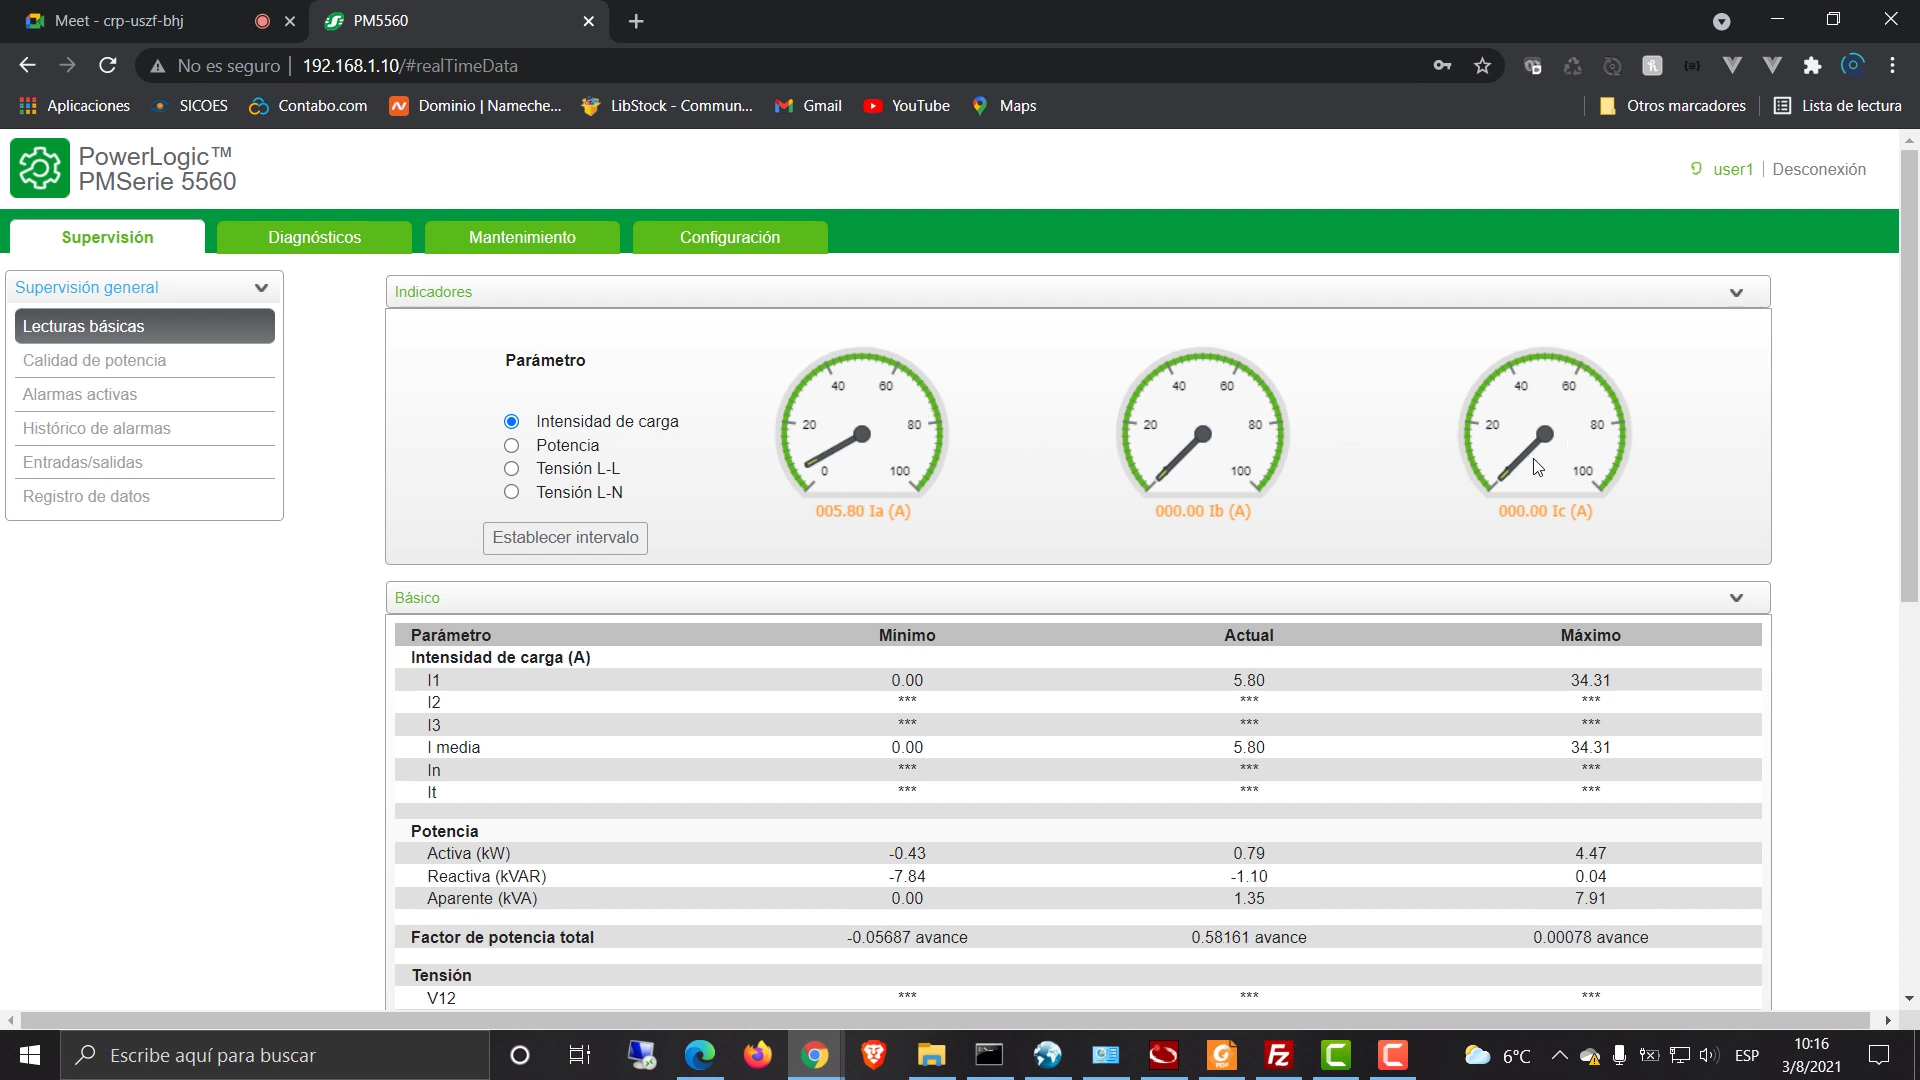 Meet - crp-uszf-bhj
PM5560
No es seguro
192.168.1.10/#realTimeData
Aplicaciones
SICOES
Contabo.com
Dominio | Nameche...
LibStock - Commun...
Gmail
YouTube
Maps
Otros marcadores
Lista de lectura
PowerLogic™
PMSerie 5560
user1 | Desconexión
Supervisión
Diagnósticos
Mantenimiento
Configuración
Supervisión general
Lecturas básicas
Calidad de potencia
Alarmas activas
Histórico de alarmas
Entradas/salidas
Registro de datos
Indicadores
Parámetro
Intensidad de carga
Potencia
Tensión L-L
Tensión L-N
Establecer intervalo
0 20 40 60 80 100
005.80 Ia (A)
20 40 60 80 100
000.00 Ib (A)
20 40 60 80 100
000.00 Ic (A)
Básico
Parámetro Mínimo Actual Máximo
Intensidad de carga (A)
I1 0.00 5.80 34.31
I2 *** *** ***
I3 *** *** ***
I media 0.00 5.80 34.31
In *** *** ***
It *** *** ***
Potencia
Activa (kW) -0.43 0.79 4.47
Reactiva (kVAR) -7.84 -1.10 0.04
Aparente (kVA) 0.00 1.35 7.91
Factor de potencia total -0.05687 avance 0.58161 avance 0.00078 avance
Tensión
V12 *** *** ***
Escribe aquí para buscar
6°C
ESP
10:16
3/8/2021